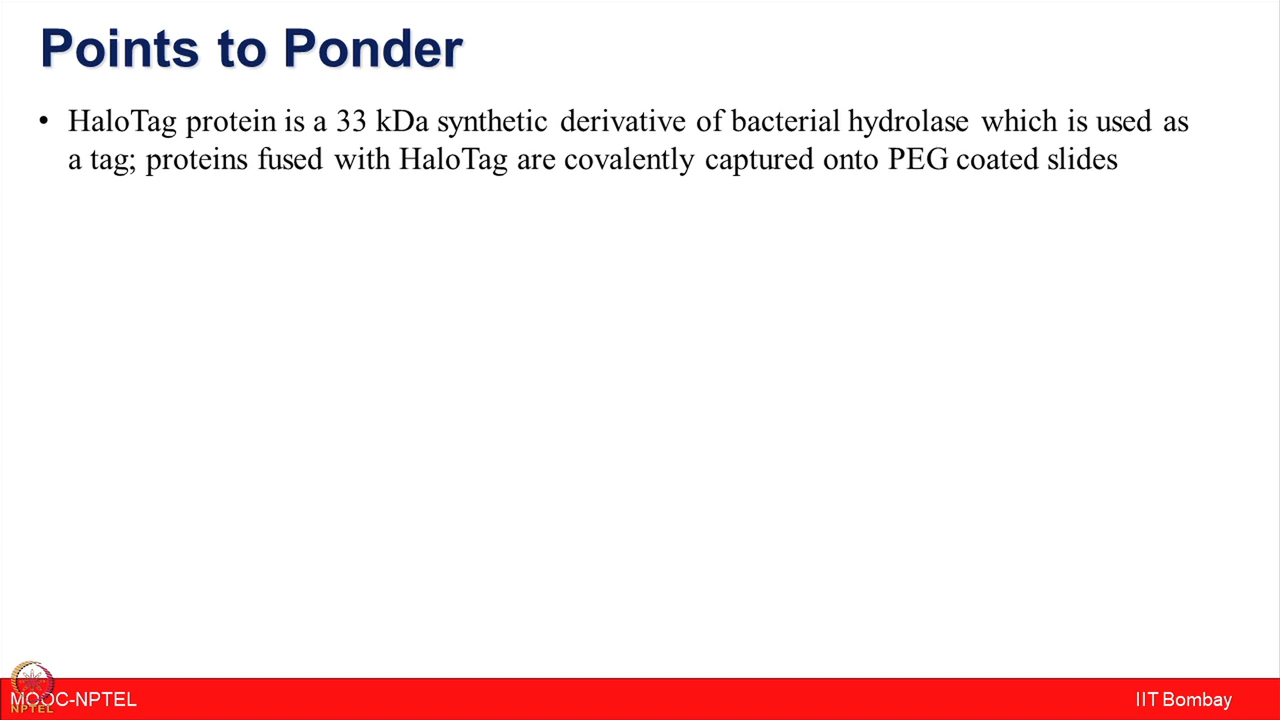 Points to Ponder
• HaloTag protein is a 33 kDa synthetic derivative of bacterial hydrolase which is used as
a tag; proteins fused with HaloTag are covalently captured onto PEG coated slides
MOOC-NPTEL
NPTEL
IIT Bombay